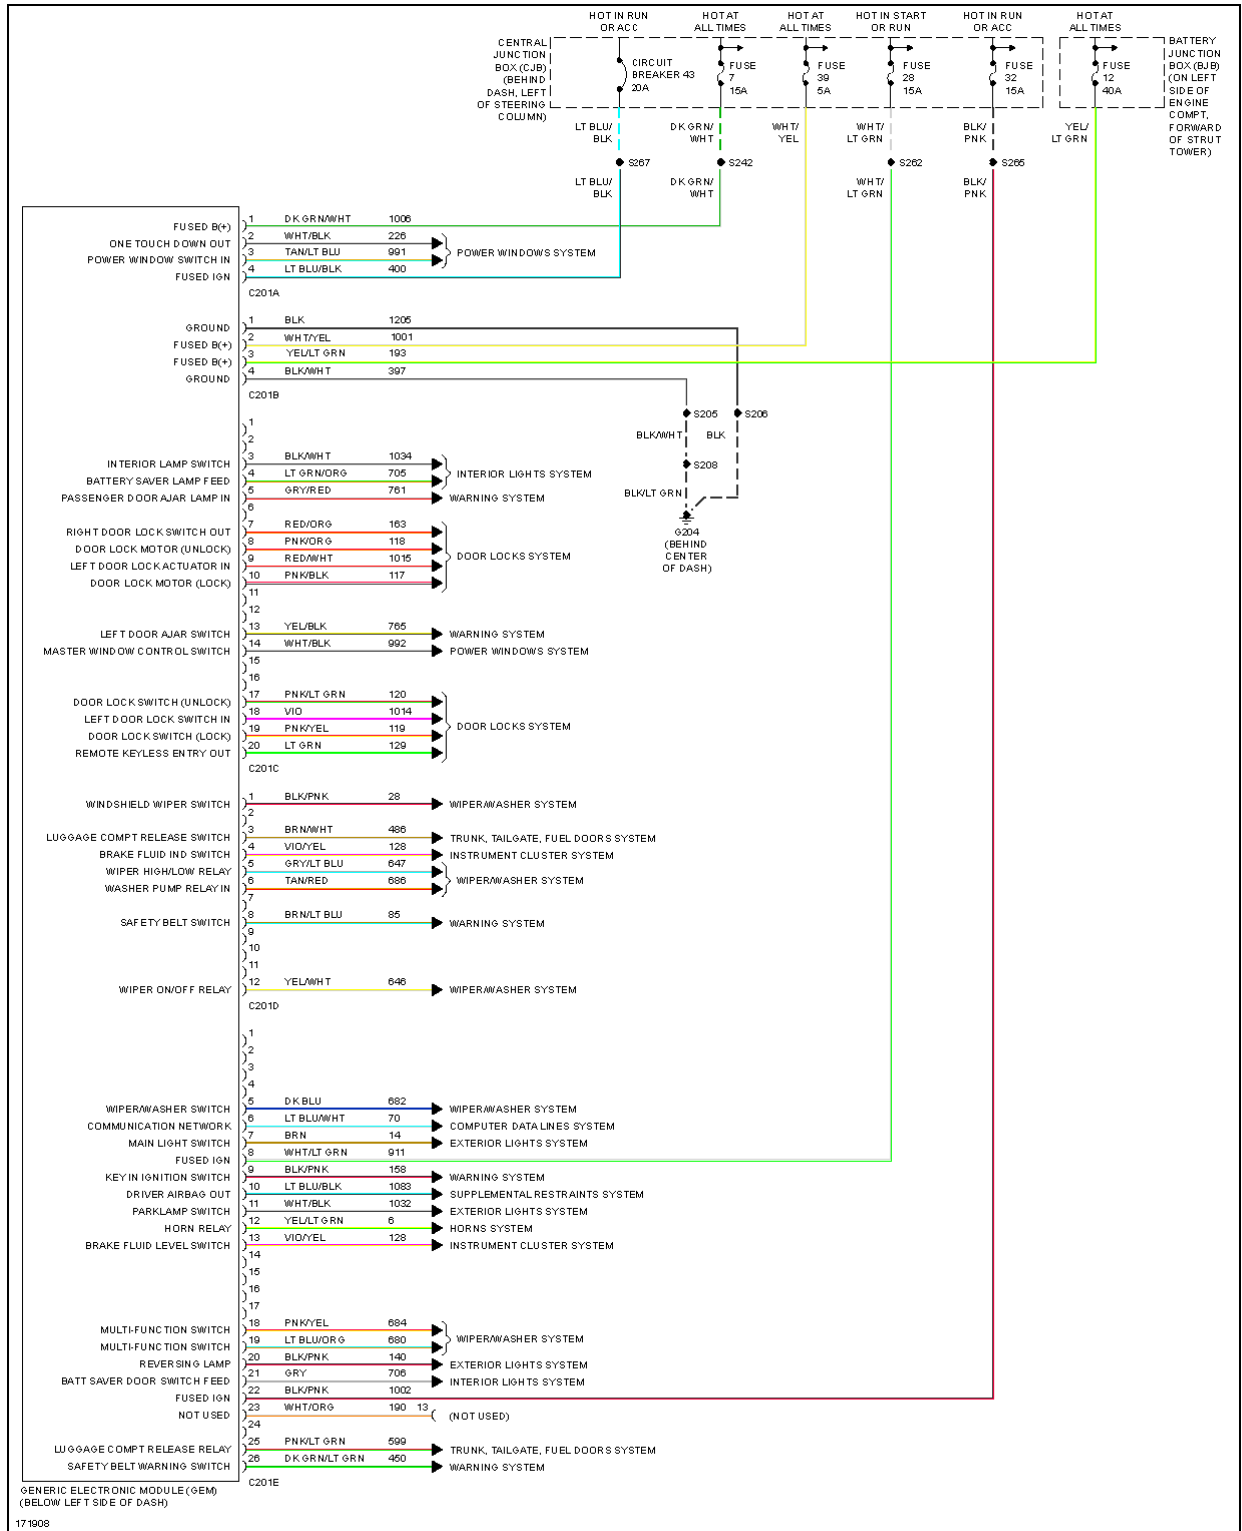 HOT IN RUN
OR ACC
HOT AT
ALL TIMES
HOT AT
ALL TIMES
HOT IN START
OR RUN
HOT IN RUN
OR ACC
HOT AT
ALL TIMES
CENTRAL
JUNCTION
BOX (CJB)
(BEHIND
DASH, LEFT
OF STEERING
COLUMN)
CIRCUIT
BREAKER 43
20A
FUSE
7
15A
FUSE
39
5A
FUSE
28
15A
FUSE
32
15A
FUSE
12
40A
BATTERY
JUNCTION
BOX (BJB)
(ON LEFT
SIDE OF
ENGINE
COMPT,
FORWARD
OF STRUT
TOWER)
LT BLU/
BLK
DK GRN/
WHT
WHT/
YEL
WHT/
LT GRN
BLK/
PNK
YEL/
LT GRN
S267
S242
S262
S265
LT BLU/
BLK
DK GRN/
WHT
WHT/
LT GRN
BLK/
PNK
FUSED B(+) 1 DK GRN/WHT 1006
ONE TOUCH DOWN OUT 2 WHT/BLK 226
POWER WINDOW SWITCH IN 3 TAN/LT BLU 991
POWER WINDOWS SYSTEM
FUSED IGN 4 LT BLU/BLK 400
C201A
GROUND 1 BLK 1205
FUSED B(+) 2 WHT/YEL 1001
FUSED B(+) 3 YEL/LT GRN 193
GROUND 4 BLK/WHT 397
C201B
S205
S206
BLK/WHT
BLK
S208
BLK/LT GRN
G204
(BEHIND
CENTER
OF DASH)
1
2
INTERIOR LAMP SWITCH 3 BLK/WHT 1034
BATTERY SAVER LAMP FEED 4 LT GRN/ORG 705
INTERIOR LIGHTS SYSTEM
PASSENGER DOOR AJAR LAMP IN 5 GRY/RED 761 WARNING SYSTEM
6
RIGHT DOOR LOCK SWITCH OUT 7 RED/ORG 163
DOOR LOCK MOTOR (UNLOCK) 8 PNK/ORG 118
DOOR LOCKS SYSTEM
LEFT DOOR LOCK ACTUATOR IN 9 RED/WHT 1015
DOOR LOCK MOTOR (LOCK) 10 PNK/BLK 117
11
12
LEFT DOOR AJAR SWITCH 13 YEL/BLK 765 WARNING SYSTEM
MASTER WINDOW CONTROL SWITCH 14 WHT/BLK 992 POWER WINDOWS SYSTEM
15
16
DOOR LOCK SWITCH (UNLOCK) 17 PNK/LT GRN 120
LEFT DOOR LOCK SWITCH IN 18 VIO 1014
DOOR LOCKS SYSTEM
DOOR LOCK SWITCH (LOCK) 19 PNK/YEL 119
REMOTE KEYLESS ENTRY OUT 20 LT GRN 129
C201C
WINDSHIELD WIPER SWITCH 1 BLK/PNK 28 WIPER/WASHER SYSTEM
2
LUGGAGE COMPT RELEASE SWITCH 3 BRN/WHT 486 TRUNK, TAILGATE, FUEL DOORS SYSTEM
BRAKE FLUID IND SWITCH 4 VIO/YEL 128 INSTRUMENT CLUSTER SYSTEM
WIPER HIGH/LOW RELAY 5 GRY/LT BLU 647
WIPER/WASHER SYSTEM
WASHER PUMP RELAY IN 6 TAN/RED 686
7
SAFETY BELT SWITCH 8 BRN/LT BLU 85 WARNING SYSTEM
9
10
11
WIPER ON/OFF RELAY 12 YEL/WHT 646 WIPER/WASHER SYSTEM
C201D
1
2
3
4
WIPER/WASHER SWITCH 5 DK BLU 682 WIPER/WASHER SYSTEM
COMMUNICATION NETWORK 6 LT BLU/WHT 70 COMPUTER DATA LINES SYSTEM
MAIN LIGHT SWITCH 7 BRN 14 EXTERIOR LIGHTS SYSTEM
FUSED IGN 8 WHT/LT GRN 911
KEY IN IGNITION SWITCH 9 BLK/PNK 158 WARNING SYSTEM
DRIVER AIRBAG OUT 10 LT BLU/BLK 1083 SUPPLEMENTAL RESTRAINTS SYSTEM
PARKLAMP SWITCH 11 WHT/BLK 1032 EXTERIOR LIGHTS SYSTEM
HORN RELAY 12 YEL/LT GRN 6 HORNS SYSTEM
BRAKE FLUID LEVEL SWITCH 13 VIO/YEL 128 INSTRUMENT CLUSTER SYSTEM
14
15
16
17
MULTI-FUNCTION SWITCH 18 PNK/YEL 684
WIPER/WASHER SYSTEM
MULTI-FUNCTION SWITCH 19 LT BLU/ORG 680
REVERSING LAMP 20 BLK/PNK 140 EXTERIOR LIGHTS SYSTEM
BATT SAVER DOOR SWITCH FEED 21 GRY 706 INTERIOR LIGHTS SYSTEM
FUSED IGN 22 BLK/PNK 1002
NOT USED 23 WHT/ORG 190 13 (NOT USED)
24
LUGGAGE COMPT RELEASE RELAY 25 PNK/LT GRN 599 TRUNK, TAILGATE, FUEL DOORS SYSTEM
SAFETY BELT WARNING SWITCH 26 DK GRN/LT GRN 450 WARNING SYSTEM
C201E
GENERIC ELECTRONIC MODULE (GEM)
(BELOW LEFT SIDE OF DASH)
171908